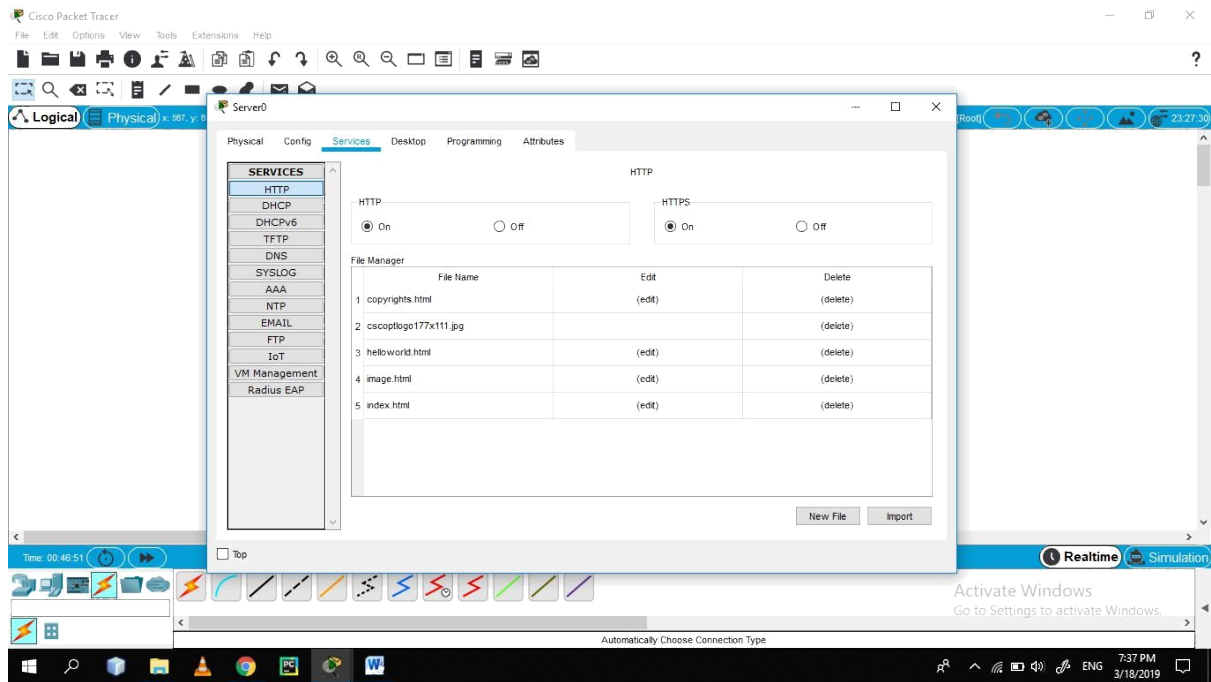 Cisco Packet Tracer
File Edit Options View Tools Extensions Help
?
Logical Physical x: 567, y: 6 [Root] 23:27:30
Server0
Physical Config Services Desktop Programming Attributes
SERVICES
HTTP
DHCP
DHCPv6
TFTP
DNS
SYSLOG
AAA
NTP
EMAIL
FTP
IoT
VM Management
Radius EAP
HTTP
HTTP
On Off
HTTPS
On Off
File Manager
File Name Edit Delete
1 copyrights.html (edit) (delete)
2 cscoptlogo177x111.jpg (delete)
3 helloworld.html (edit) (delete)
4 image.html (edit) (delete)
5 index.html (edit) (delete)
New File Import
Top
Time: 00:46:51 Realtime Simulation
Activate Windows
Go to Settings to activate Windows.
Automatically Choose Connection Type
PC W
ENG 7:37 PM
3/18/2019